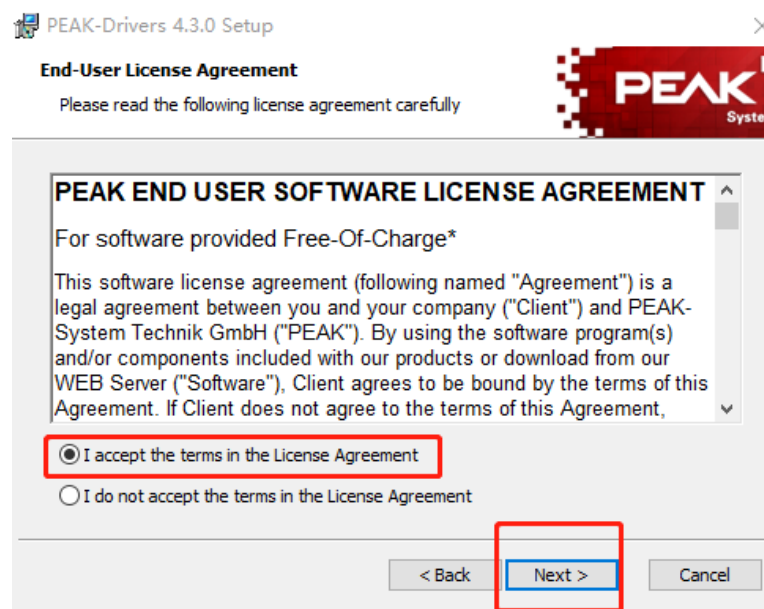 PEAK-Drivers 4.3.0 Setup
End-User License Agreement
Please read the following license agreement carefully
PEAK
Syste
PEAK END USER SOFTWARE LICENSE AGREEMENT
For software provided Free-Of-Charge*
This software license agreement (following named "Agreement") is a
legal agreement between you and your company ("Client") and PEAK-
System Technik GmbH ("PEAK"). By using the software program(s)
and/or components included with our products or download from our
WEB Server ("Software"), Client agrees to be bound by the terms of this
Agreement. If Client does not agree to the terms of this Agreement,
I accept the terms in the License Agreement
I do not accept the terms in the License Agreement
< Back Next > Cancel